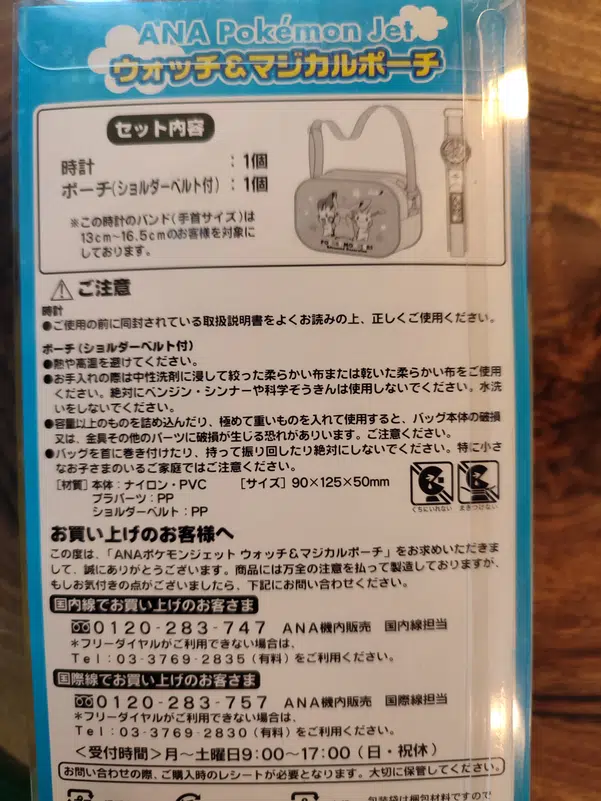 ANA Pokémon Jet
ウォッチ&マジカルポーチ
セット内容
時計 : 1個
ポーチ(ショルダーベルト付) : 1個
※この時計のバンド(手首サイズ)は
13cm~16.5cmのお客様を対象に
しております。
ご注意
時計
●ご使用の前に同封されている取扱説明書をよくお読みの上、正しくご使用ください。
ポーチ(ショルダーベルト付)
●熱や高温を避けてください。
●お手入れの際は中性洗剤に浸して絞った柔らかい布または乾いた柔らかい布をご使用
ください。絶対にベンジン・シンナーや科学ぞうきんは使用しないでください。水洗
いをしないでください。
●容量以上のものを詰め込んだり、極めて重いものを入れて使用すると、バッグ本体の破損
又は、金具その他のパーツに破損が生じる恐れがあいります。ご注意ください。
●バッグを首に巻き付けたり、持って振り回したり絶対にしないでください。特に小さ
なお子さまのいるご家庭ではご注意ください。
[材質] 本体:ナイロン・PVC [サイズ] 90×125×50mm
プラパーツ:PP
ショルダーベルト:PP
くちにいれない まきつけない
お買い上げのお客様へ
この度は、「ANAポケモンジェット ウォッチ&マジカルポーチ」をお求めいただきま
して、誠にありがとうございます。商品には万全の注意を払って製造しておりますが、
もしお気付きの点がございましたら、下記にお問い合わせください。
国内線でお買い上げのお客さま
0120-283-747 ANA機内販売 国内線担当
*フリーダイヤルがご利用できない場合は、
Tel:03-3769-2835(有料)をご利用ください。
国際線でお買い上げのお客さま
0120-283-757 ANA機内販売 国際線担当
*フリーダイヤルがご利用できない場合は、
Tel:03-3769-2830(有料)をご利用ください。
<受付時間>月~土曜日9:00~17:00(日・祝休)
お問い合わせの際、ご購入時のレシートが必要となります。大切に保管してください。
包装袋は梱包材料ですので